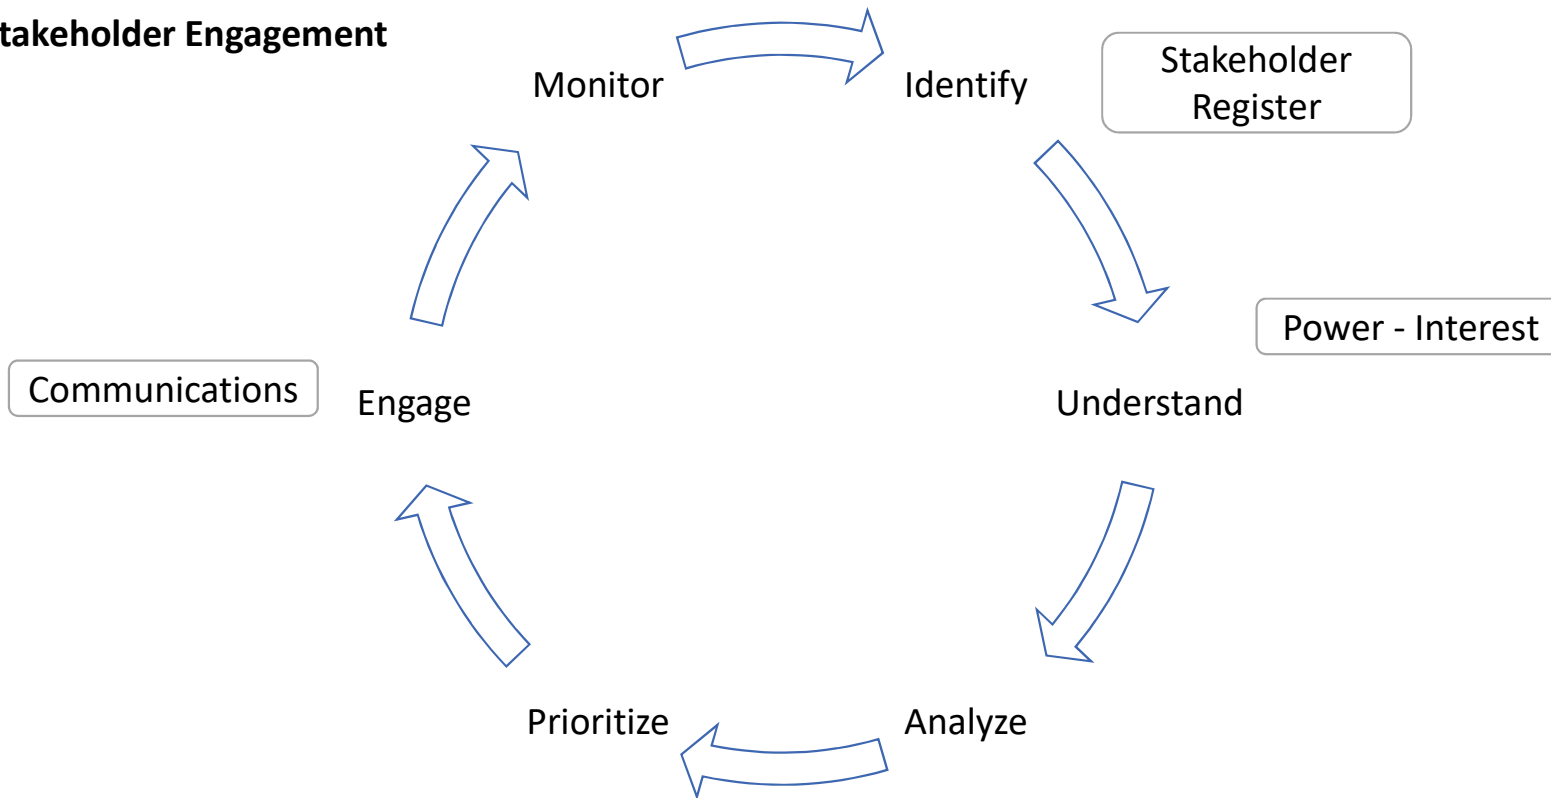 takeholder Engagement
Monitor
Identify
Stakeholder
Register
Power - Interest
Communications
Engage
Understand
Prioritize
Analyze